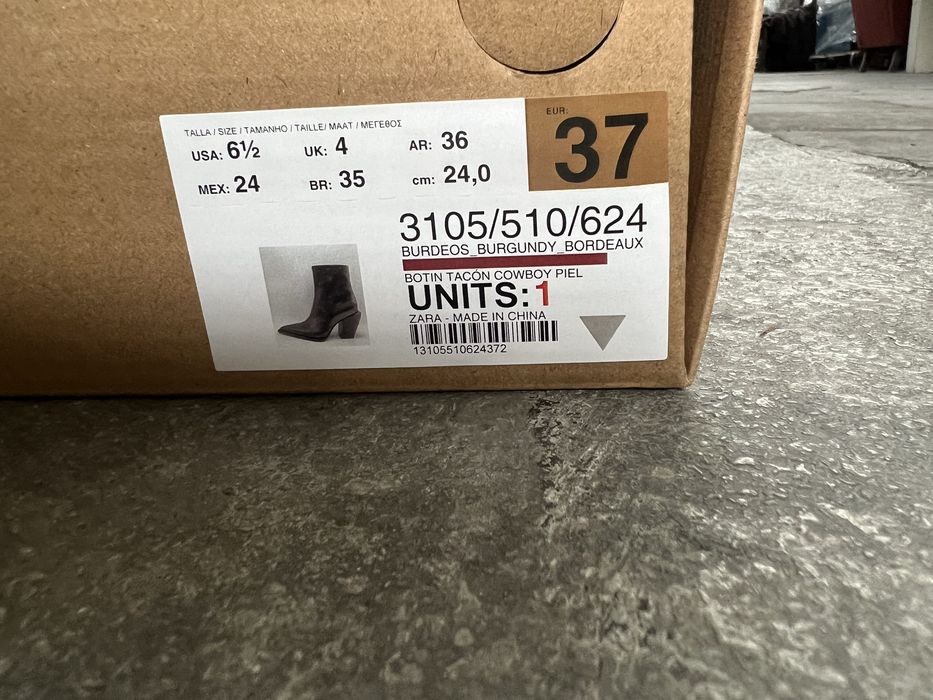 TALLA / SIZE / TAMANHO / TAILLE/ MAAT / ΜΕΓΕΘΟΣ
USA: 6½ UK: 4 AR: 36
MEX: 24 BR: 35 cm: 24,0
EUR:
37
3105/510/624
BURDEOS_BURGUNDY_BORDEAUX
BOTIN TACÓN COWBOY PIEL
UNITS: 1
ZARA - MADE IN CHINA
13105510624372